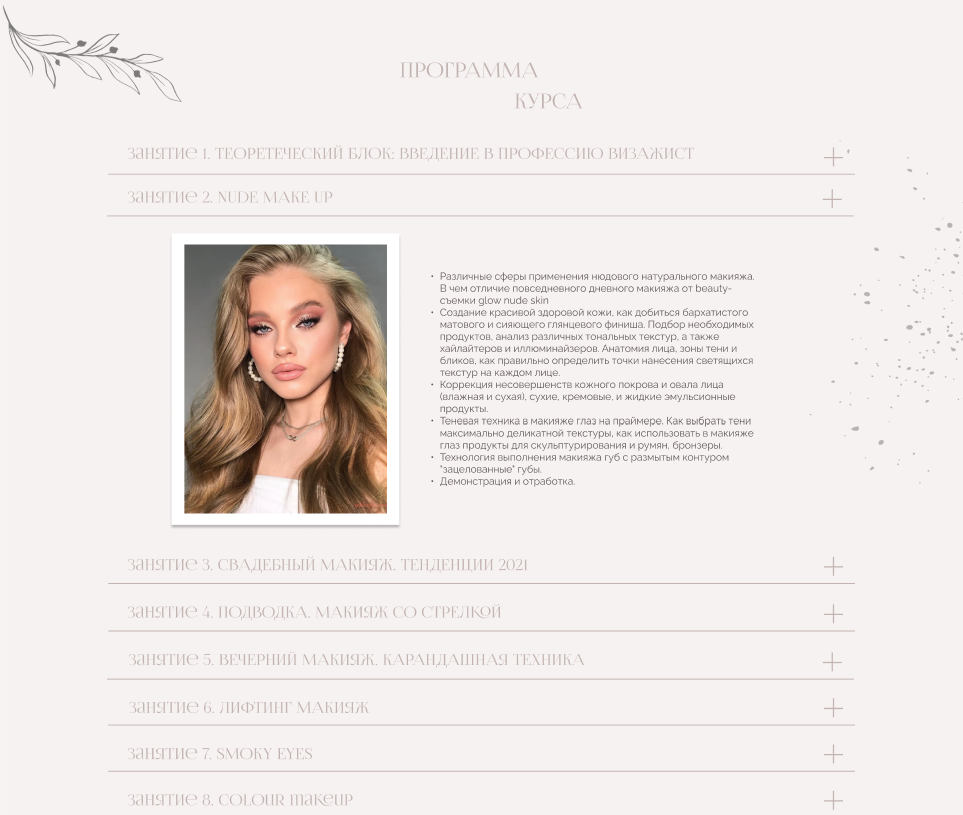 ПРОГРАММА
КУРСА
занятие 1. ТЕОРЕТЕЧЕСКИЙ БЛОК: ВВЕДЕНИЕ В ПРОФЕССИЮ ВИЗАЖИСТ
занятие 2. NUDE MAKE UP
• Различные сферы применения нюдового натурального макияжа.
В чем отличие повседневного дневного макияжа от beauty-
съемки glow nude skin
• Создание красивой здоровой кожи, как добиться бархатистого
матового и сияющего глянцевого финиша. Подбор необходимых
продуктов, анализ различных тональных текстур, а также
хайлайтеров и иллюминайзеров. Анатомия лица, зоны тени и
бликов, как правильно определить точки нанесения светящихся
текстур на каждом лице.
• Коррекция несовершенств кожного покрова и овала лица
(влажная и сухая), сухие, кремовые, и жидкие эмульсионные
продукты.
• Теневая техника в макияже глаз на праймере. Как выбрать тени
максимально деликатной текстуры, как использовать в макияже
глаз продукты для скульптурирования и румян, бронзеры.
• Технология выполнения макияжа губ с размытым контуром
"зацелованные" губы.
• Демонстрация и отработка.
занятие 3. СВАДЕБНЫЙ МАКИЯЖ. ТЕНДЕНЦИИ 2021
занятие 4. ПОДВОДКА. МАКИЯЖ СО СТРЕЛКОЙ
занятие 5. ВЕЧЕРНИЙ МАКИЯЖ. КАРАНДАШНАЯ ТЕХНИКА
занятие 6. ЛИФТИНГ МАКИЯЖ
занятие 7. SMOKY EYES
занятие 8. COLOUR makeUP